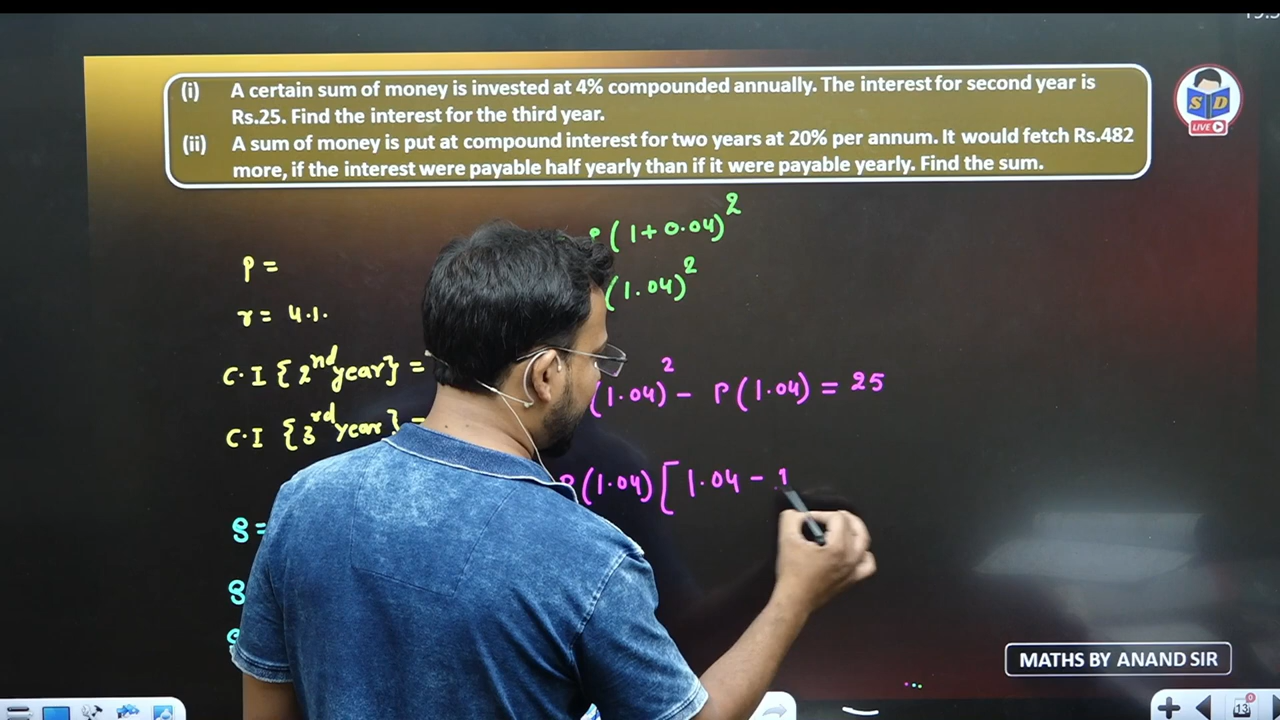 (i) A certain sum of money is invested at 4% compounded annually. The interest for second year is
Rs.25. Find the interest for the third year.
(ii) A sum of money is put at compound interest for two years at 20% per annum. It would fetch Rs.482
more, if the interest were payable half yearly than if it were payable yearly. Find the sum.
S D
LIVE
P(1+0.04)²
P =
(1.04)²
r = 4.1.
C.I {2nd year} =
(1.04)² - P(1.04) = 25
C.I {3rd year} =
P(1.04)[1.04 - 1
MATHS BY ANAND SIR
13